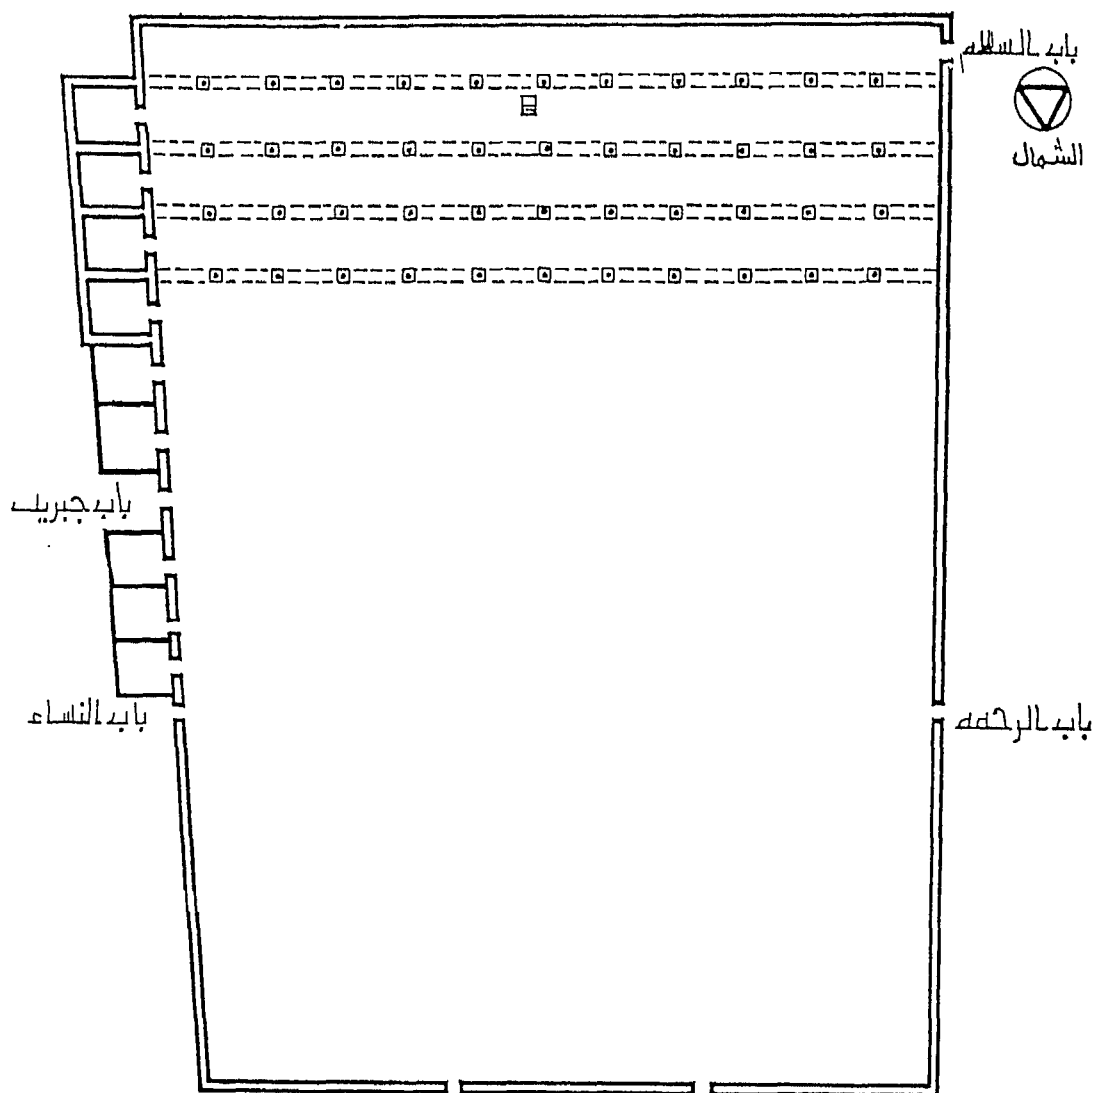 باب السلام
الشمال
باب جبريل
باب النساء
باب الرحمه